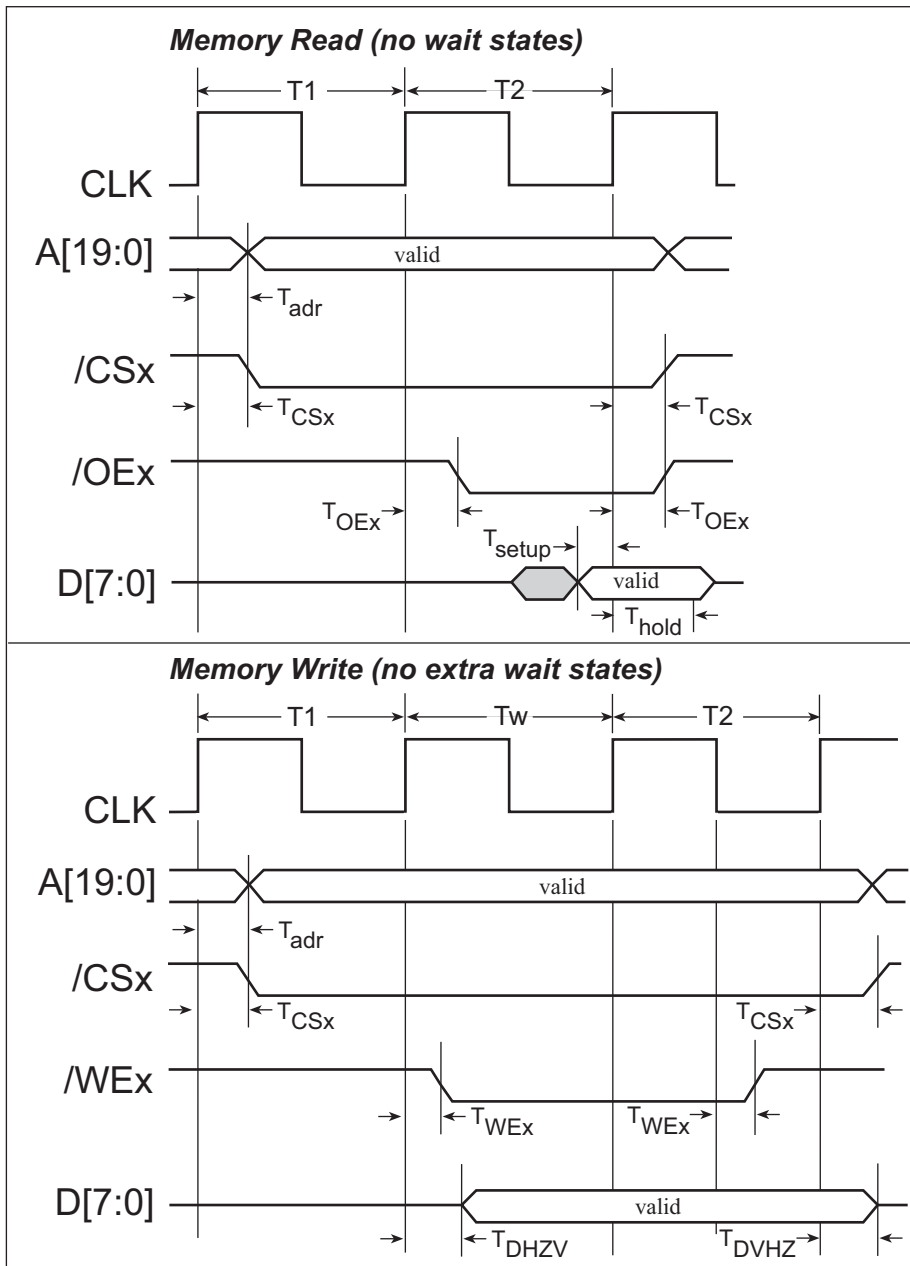 Memory Read (no wait states)
T1 T2
CLK
A[19:0] valid
Tadr
/CSx
TCSx TCSx
/OEx
TOEx TOEx
Tsetup
D[7:0] valid
Thold
Memory Write (no extra wait states)
T1 Tw T2
CLK
A[19:0] valid
Tadr
/CSx
TCSx TCSx
/WEx
TWEx TWEx
D[7:0] valid
TDHZV TDVHZ